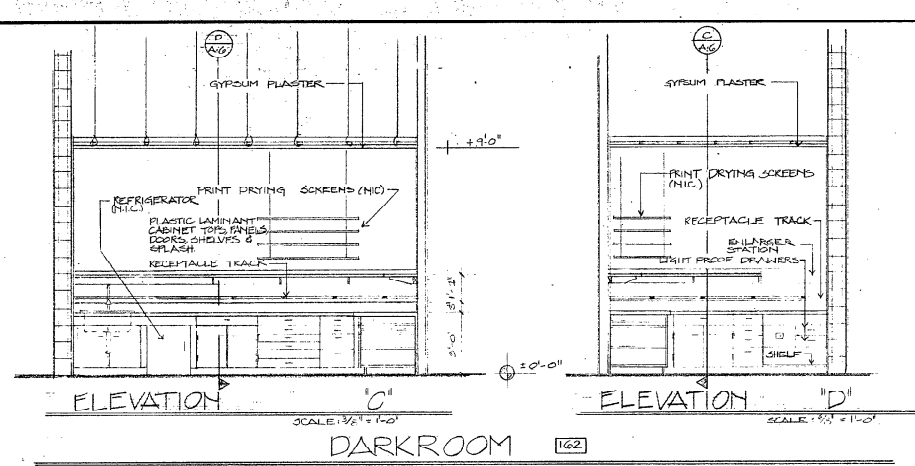 D
A·6
GYPSUM PLASTER
+9'-0"
PRINT DRYING SCREENS (NIC)
REFRIGERATOR
(N.I.C.)
PLASTIC LAMINANT
CABINET TOPS, PANELS,
DOORS, SHELVES &
SPLASH
RECEPTACLE TRACK
3'-0"
±0'-0"
ELEVATION "C"
SCALE: 3/8" = 1'-0"
C
A·6
GYPSUM PLASTER
PRINT DRYING SCREENS
(N.I.C.)
RECEPTACLE TRACK
ENLARGER
STATION
LIGHT PROOF DRAWERS
SHELF
ELEVATION "D"
SCALE: 3/8" = 1'-0"
DARKROOM 162